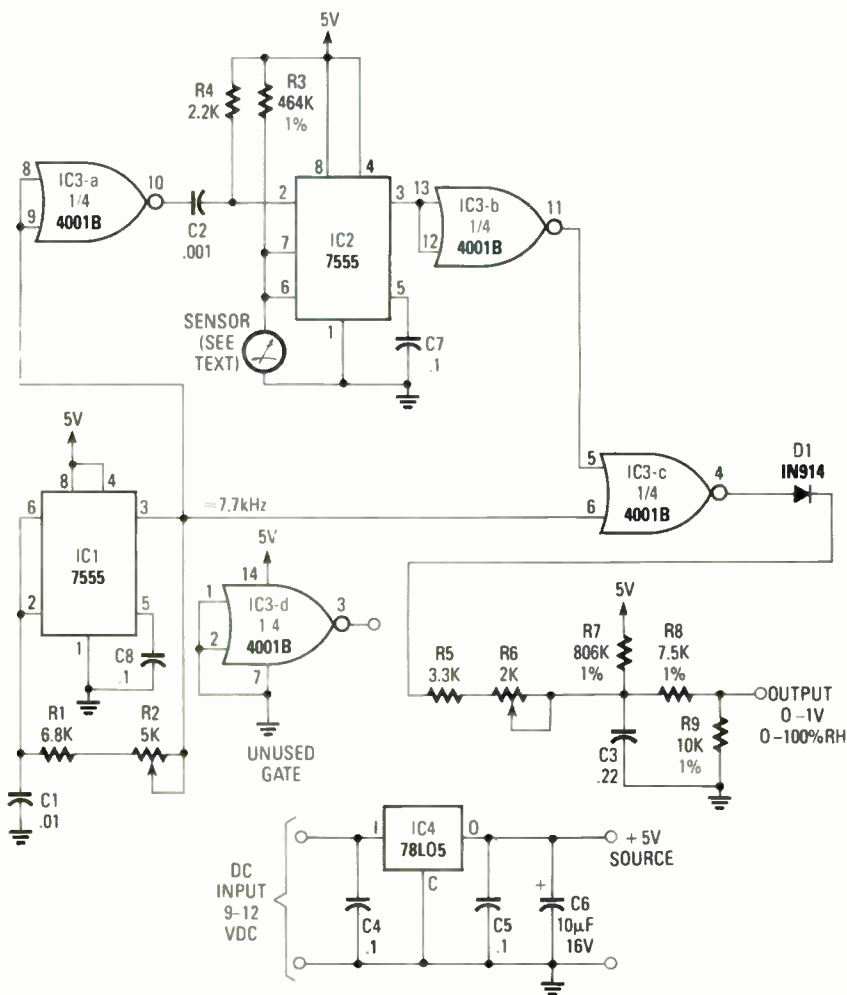 5V
R4
2.2K
R3
464K
1%
8
4
8
9
IC3-a
1/4
4001B
10
C2
.001
2
3
7
6
5
1
IC2
7555
13
12
IC3-b
1/4
4001B
11
SENSOR
(SEE
TEXT)
C7
.1
5V
8
4
6
3
2
5
1
IC1
7555
≈7.7kHz
C8
.1
R1
6.8K
R2
5K
C1
.01
5V
14
1
2
IC3-d
1 4
4001B
3
7
UNUSED
GATE
5
6
IC3-c
1/4
4001B
4
D1
IN914
R5
3.3K
R6
2K
5V
R7
806K
1%
R8
7.5K
1%
C3
.22
R9
10K
1%
OUTPUT
0 –1V
0 –100%RH
DC
INPUT
9–12
VDC
I
IC4
78L05
O
C
C4
.1
C5
.1
+
C6
10μF
16V
+ 5V
SOURCE